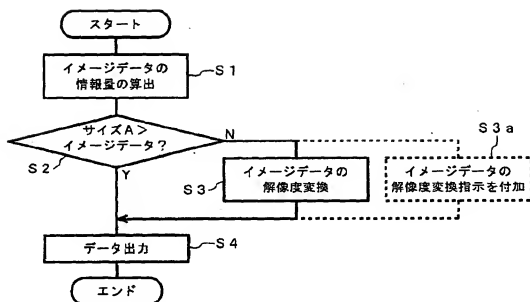 スタート
イメージデータの
情報量の算出
S1
サイズA>
イメージデータ?
N
S2
Y
S3
イメージデータの
解像度変換
S3a
イメージデータの
解像度変換指示を付加
データ出力
S4
エンド